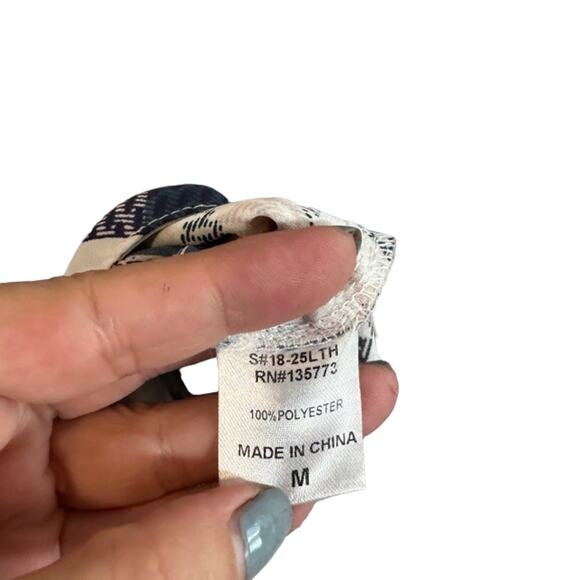 S#18-25LTH
RN#135773
100%POLYESTER
MADE IN CHINA
M